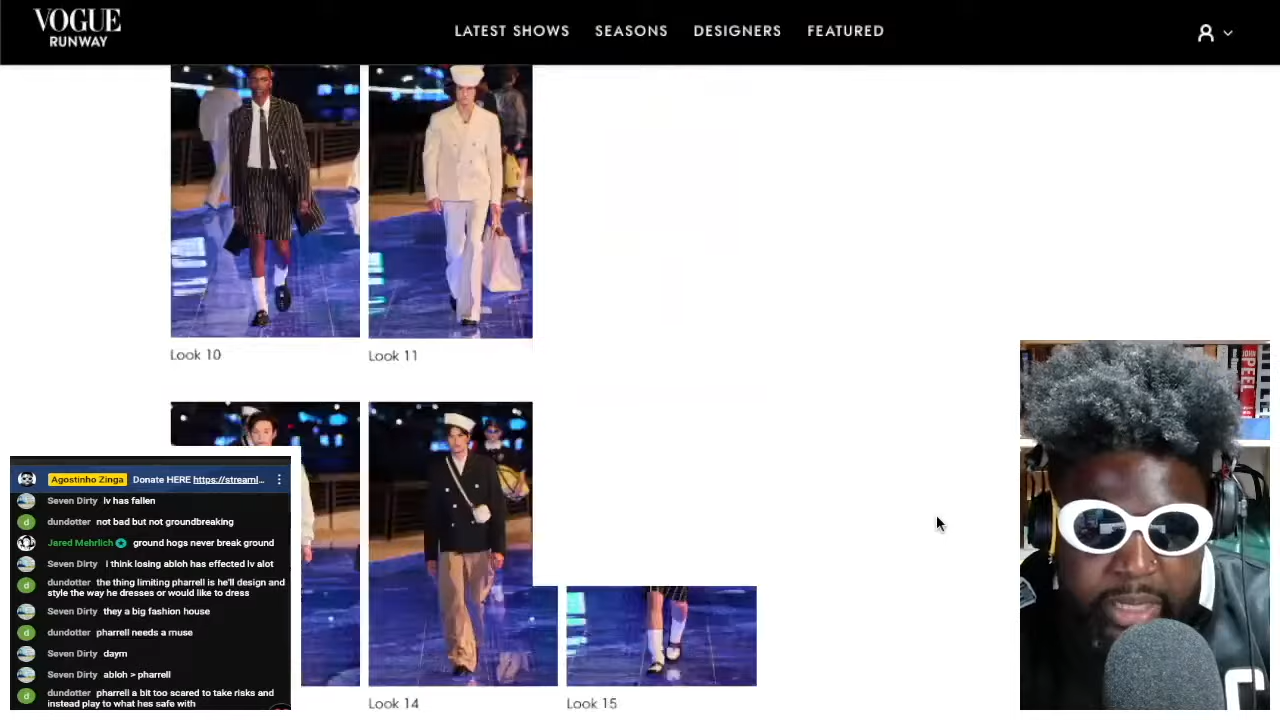 VOGUE
RUNWAY
LATEST SHOWS
SEASONS
DESIGNERS
FEATURED
Look 10
Look 11
Look 14
Look 15
Agostinho Zinga Donate HERE https://streaml...
Seven Dirty lv has fallen
d dundotter not bad but not groundbreaking
Jared Mehrlich ground hogs never break ground
Seven Dirty i think losing abloh has effected lv alot
d dundotter the thing limiting pharrell is he'll design and
style the way he dresses or would like to dress
Seven Dirty they a big fashion house
d dundotter pharrell needs a muse
Seven Dirty daym
Seven Dirty abloh > pharrell
d dundotter pharrell a bit too scared to take risks and
instead play to what hes safe with
JOHN
PEEL